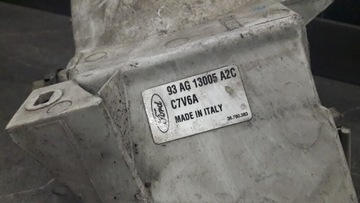 93 AG 13005 A2C
C7V6A
Ford
MADE IN ITALY